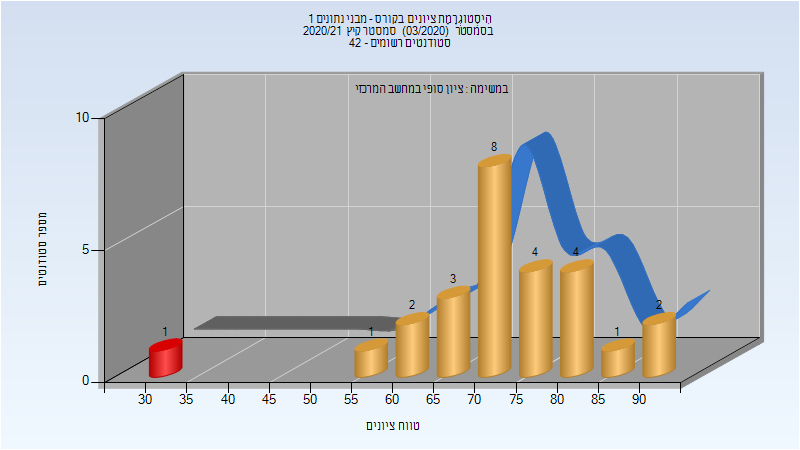 היסטוגרמת ציונים בקורס - מבני נתונים 1
בסמסטר (03/2020) סמסטר קיץ 2020/21
סטודנטים רשומים - 42
במשימה : ציון סופי במחשב המרכזי
מספר סטודנטים
10
5
0
1
1
2
3
8
4
4
1
2
30 35 40 45 50 55 60 65 70 75 80 85 90
טווח ציונים